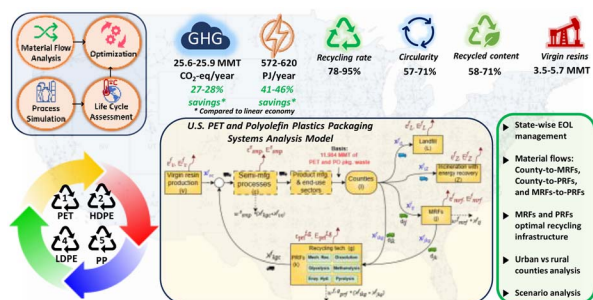 Material Flow
Analysis
Optimization
Process
Simulation
Life Cycle
Assessment
GHG
25.6-25.9 MMT
CO₂-eq/year
27-28%
savings*
572-620
PJ/year
41-46%
savings*
* Compared to linear economy
Recycling rate
78-95%
Circularity
57-71%
Recycled content
58-71%
Virgin resins
3.5-5.7 MMT
1
PET
2
HDPE
4
LDPE
5
PP
U.S. PET and Polyolefin Plastics Packaging
Systems Analysis Model
Basis:
PET and PO pkg. waste
Virgin resin
production (v)
Semi-mfg.
processes
Product mfg.
& end-use sectors
Counties
(i)
Landfill
(L)
Incineration with
energy recovery
(Z)
MRFs
(j)
PRFs
(k)
Recycling tech. (g)
Mech. Rec.
Dissolution
Glycolysis
Methanolysis
Enzy. Hyd.
Pyrolysis
State-wise EOL
management
Material flows:
County-to-MRFs,
County-to-PRFs,
and MRFs-to-PRFs
MRFs and PRFs
optimal recycling
infrastructure
Urban vs rural
counties analysis
Scenario analysis